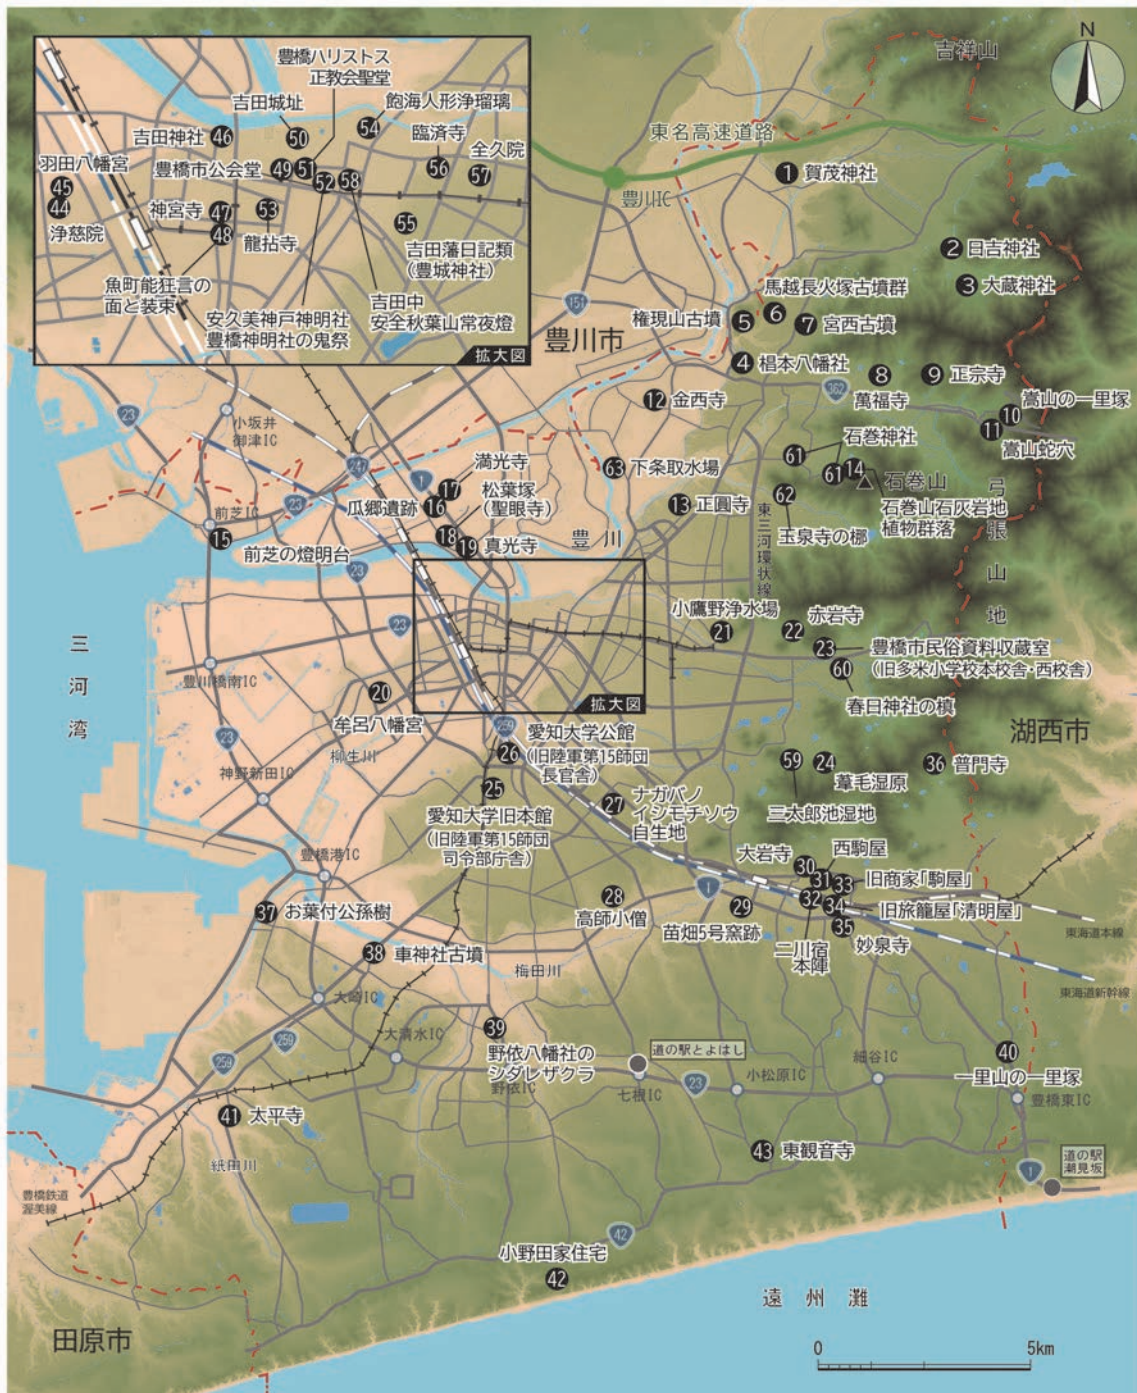 豊橋ハリストス
正教会聖堂
吉田城址
飽海人形浄瑠璃
50
54
臨済寺
吉田神社 46
全久院
羽田八幡宮
豊橋市公会堂 49 51
56
57
45
52 58
44
神宮寺 47
53
浄慈院
48
龍拈寺
55
吉田藩日記類
(豊城神社)
魚町能狂言の
面と装束
安久美神戸神明社
豊橋神明社の鬼祭
吉田中
安全秋葉山常夜燈
拡大図
N
吉祥山
東名高速道路
豊川IC
1 賀茂神社
2 日吉神社
3 大蔵神社
151
馬越長火塚古墳群
権現山古墳 5
6
7 宮西古墳
豊川市
4 椙本八幡社
362
8
萬福寺
9 正宗寺
12 金西寺
嵩山の一里塚
10
11
嵩山蛇穴
23
小坂井
御津IC
石巻神社
61
61 14
石巻山
247
1
満光寺
17
63 下条取水場
62
石巻山石灰岩地
植物群落
弓張山地
23
松葉塚
(聖眼寺)
瓜郷遺跡 16
13 正圓寺
玉泉寺の梛
東三河環状線
前芝IC
15
前芝の燈明台
18
19 真光寺
豊川
23
三河湾
23
小鷹野浄水場
21
赤岩寺
22
23 豊橋市民俗資料収蔵室
(旧多米小学校本校舎・西校舎)
60
春日神社の槙
豊川橋南IC
20
牟呂八幡宮
拡大図
259
柳生川
23
26 愛知大学公館
(旧陸軍第15師団
長官舎)
湖西市
59
24
葦毛湿原
36 普門寺
三太郎池湿地
神野新田IC
25
愛知大学旧本館
(旧陸軍第15師団
司令部庁舎)
27 ナガバノ
イシモチソウ
自生地
大岩寺 30
西駒屋
31
33 旧商家「駒屋」
豊橋港IC
1
28
高師小僧
29
苗畑5号窯跡
32
34 旧旅籠屋「清明屋」
二川宿
本陣
35
妙泉寺
東海道本線
37 お葉付公孫樹
38 車神社古墳
梅田川
東海道新幹線
大崎IC
259
259
大清水IC
39
野依八幡社の
シダレザクラ
野依IC
道の駅とよはし
七根IC
23
小松原IC
細谷IC
40
一里山の一里塚
豊橋東IC
41 太平寺
紙田川
43 東観音寺
道の駅
潮見坂
1
豊橋鉄道
渥美線
42
小野田家住宅
42
遠州灘
田原市
0
5km